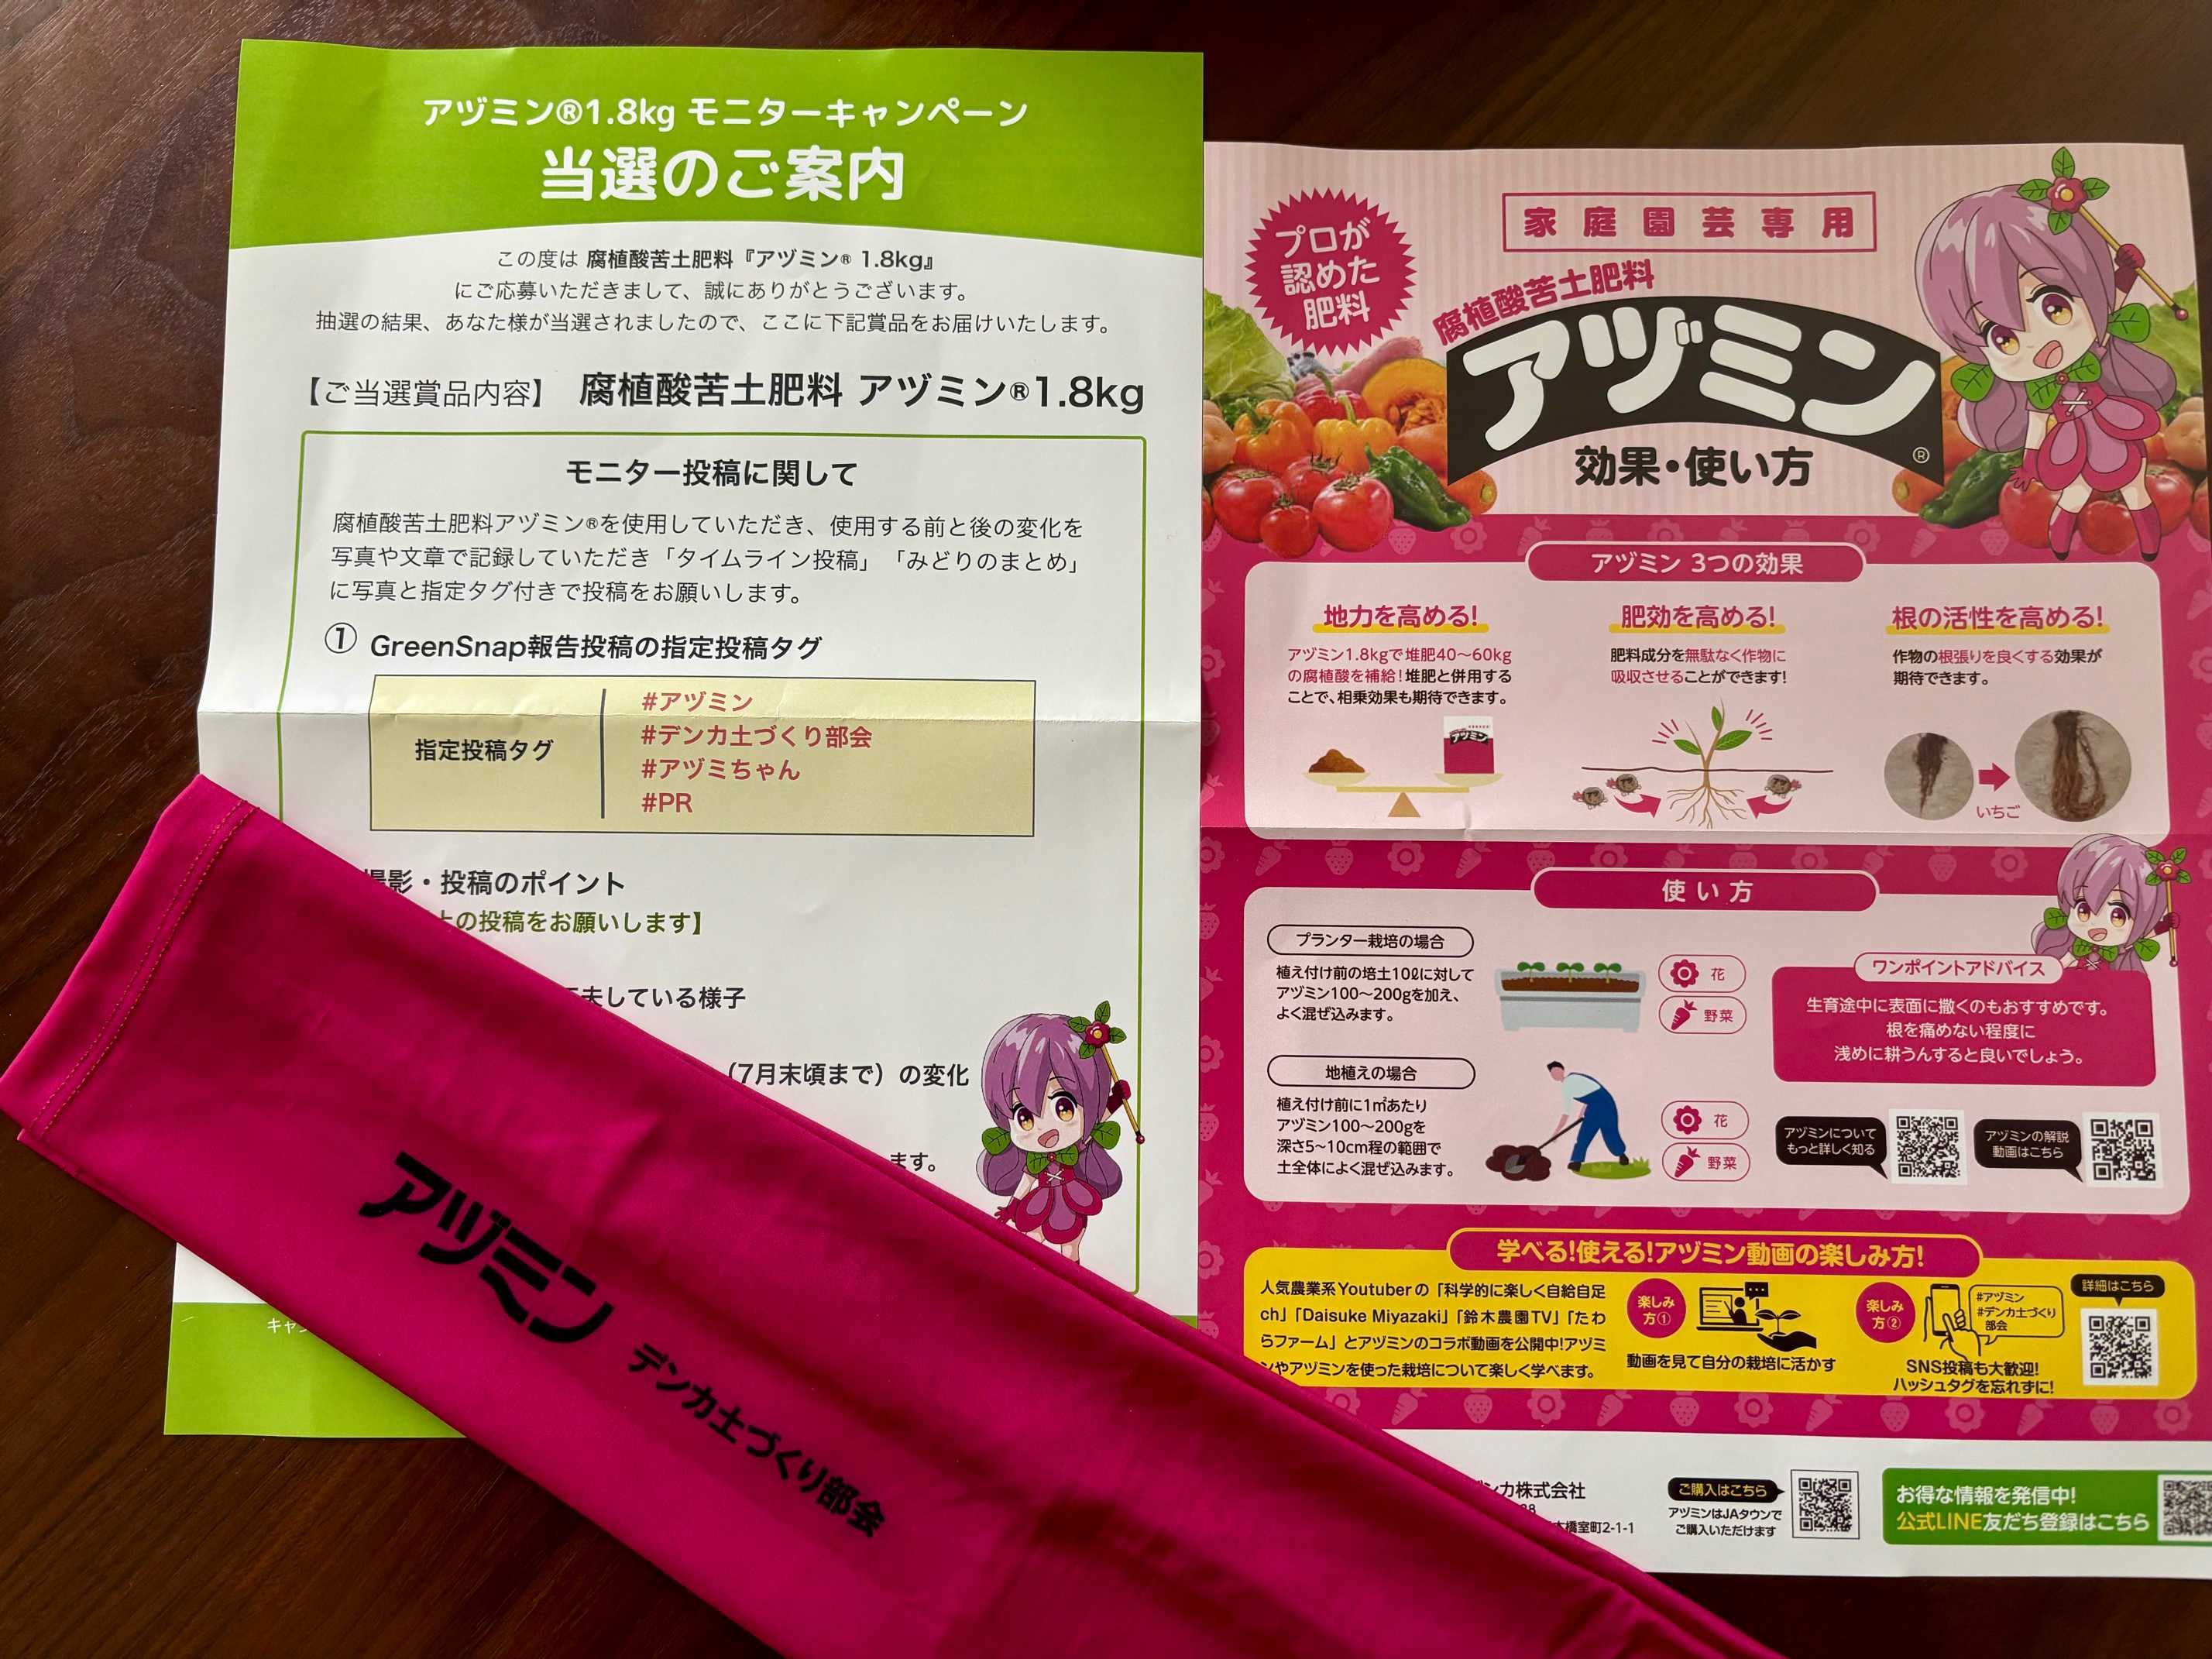 アヅミン®1.8kg モニターキャンペーン
当選のご案内
この度は 腐植酸苦土肥料『アヅミン® 1.8kg』
にご応募いただきまして、誠にありがとうございます。
抽選の結果、あなた様が当選されましたので、ここに下記賞品をお届けいたします。
【ご当選賞品内容】 腐植酸苦土肥料 アヅミン®1.8kg
モニター投稿に関して
腐植酸苦土肥料アヅミン®を使用していただき、使用する前と後の変化を
写真や文章で記録していただき「タイムライン投稿」「みどりのまとめ」
に写真と指定タグ付きで投稿をお願いします。
① GreenSnap報告投稿の指定投稿タグ
指定投稿タグ
#アヅミン
#デンカ土づくり部会
#アヅミちゃん
#PR
影・投稿のポイント
の投稿をお願いします】
夫している様子
(7月末頃まで）の変化
ます。
キャン
アヅミン デンカ土づくり部会
プロが
認めた
肥料
家庭園芸専用
腐植酸苦土肥料
アヅミン®
効果・使い方
アヅミン 3つの効果
地力を高める!
アヅミン1.8kgで堆肥40〜60kg
の腐植酸を補給!堆肥と併用する
ことで、相乗効果も期待できます。
アヅミン
肥効を高める!
肥料成分を無駄なく作物に
吸収させることができます!
根の活性を高める!
作物の根張りを良くする効果が
期待できます。
いちご
使い方
プランター栽培の場合
植え付け前の培土10ℓに対して
アヅミン100〜200gを加え、
よく混ぜ込みます。
花
野菜
ワンポイントアドバイス
生育途中に表面に撒くのもおすすめです。
根を痛めない程度に
浅めに耕うんすると良いでしょう。
地植えの場合
植え付け前に1㎡あたり
アヅミン100〜200gを
深さ5〜10cm程の範囲で
土全体によく混ぜ込みます。
花
野菜
アヅミンについて
もっと詳しく知る
アヅミンの解説
動画はこちら
学べる!使える!アヅミン動画の楽しみ方!
人気農業系Youtuberの「科学的に楽しく自給自足
ch」「Daisuke Miyazaki」「鈴木農園TV」「たわ
らファーム」とアヅミンのコラボ動画を公開中!アヅミ
ンやアヅミンを使った栽培について楽しく学べます。
楽しみ
方①
動画を見て自分の栽培に活かす
楽しみ
方②
#アヅミン
#デンカ土づくり
部会
SNS投稿も大歓迎!
ハッシュタグを忘れずに!
詳細はこちら
ンカ株式会社
橋室町2-1-1
ご購入はこちら
アヅミンはJAタウンで
ご購入いただけます
お得な情報を発信中!
公式LINE友だち登録はこちら